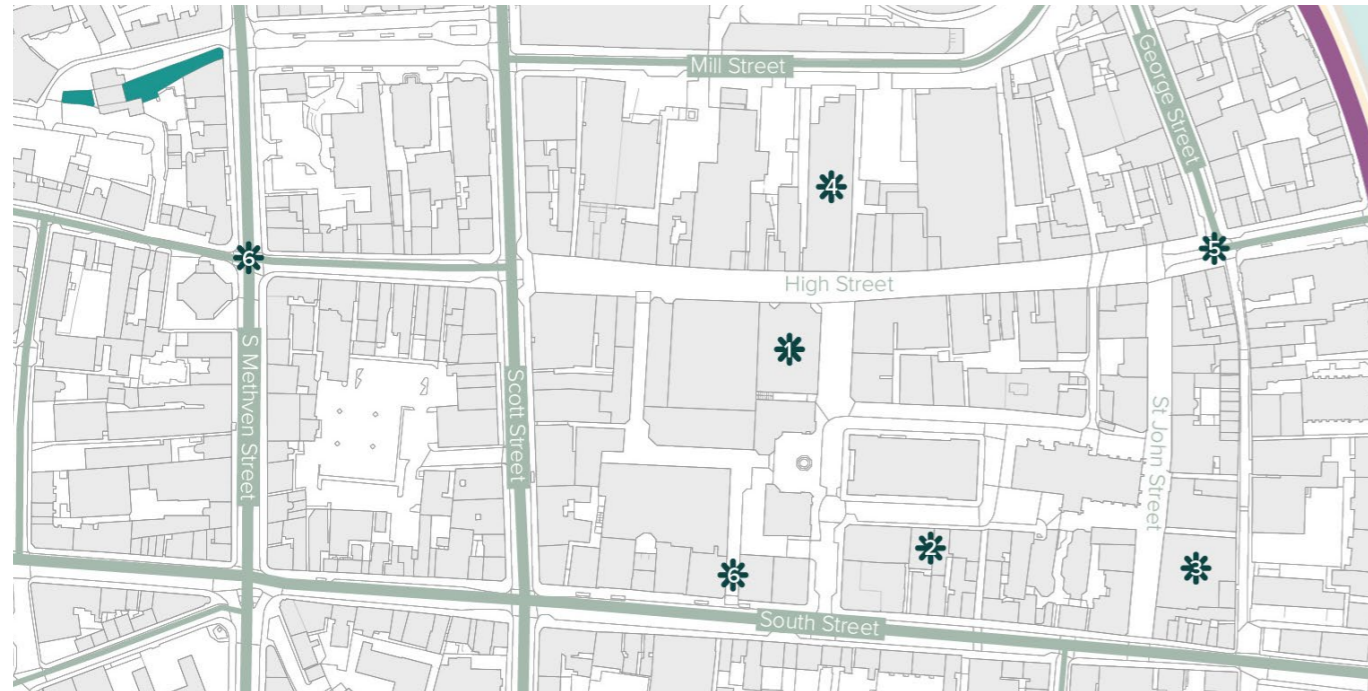 Mill Street
George Street
4
6
5
High Street
1
S Methven Street
Scott Street
St John Street
2
3
6
South Street